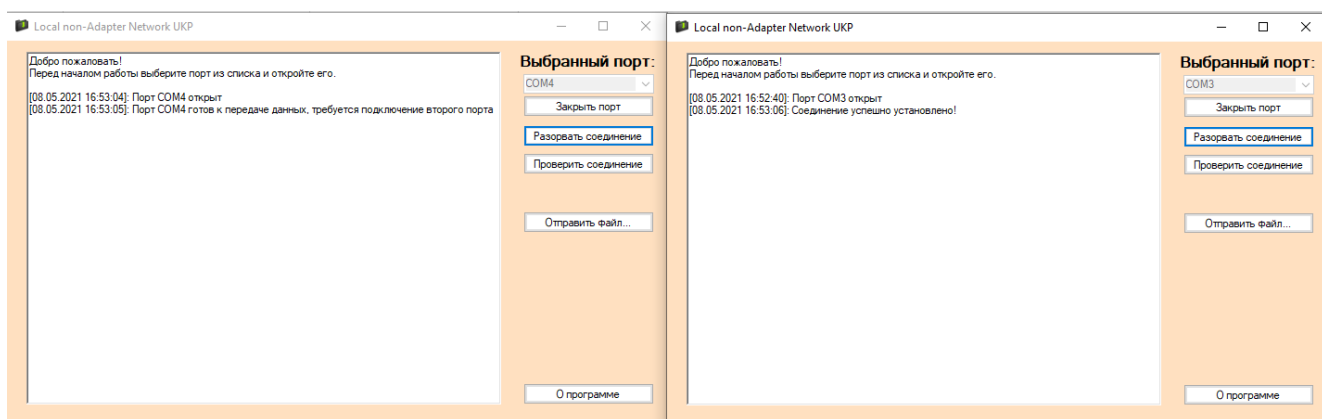 Local non-Adapter Network UKP
Добро пожаловать!
Перед началом работы выберите порт из списка и откройте его.
[08.05.2021 16:53:04]: Порт COM4 открыт
[08.05.2021 16:53:05]: Порт COM4 готов к передаче данных, требуется подключение второго порта
Выбранный порт:
COM4
Закрыть порт
Разорвать соединение
Проверить соединение
Отправить файл...
О программе
Local non-Adapter Network UKP
Добро пожаловать!
Перед началом работы выберите порт из списка и откройте его.
[08.05.2021 16:52:40]: Порт COM3 открыт
[08.05.2021 16:53:06]: Соединение успешно установлено!
Выбранный порт:
COM3
Закрыть порт
Разорвать соединение
Проверить соединение
Отправить файл...
О программе